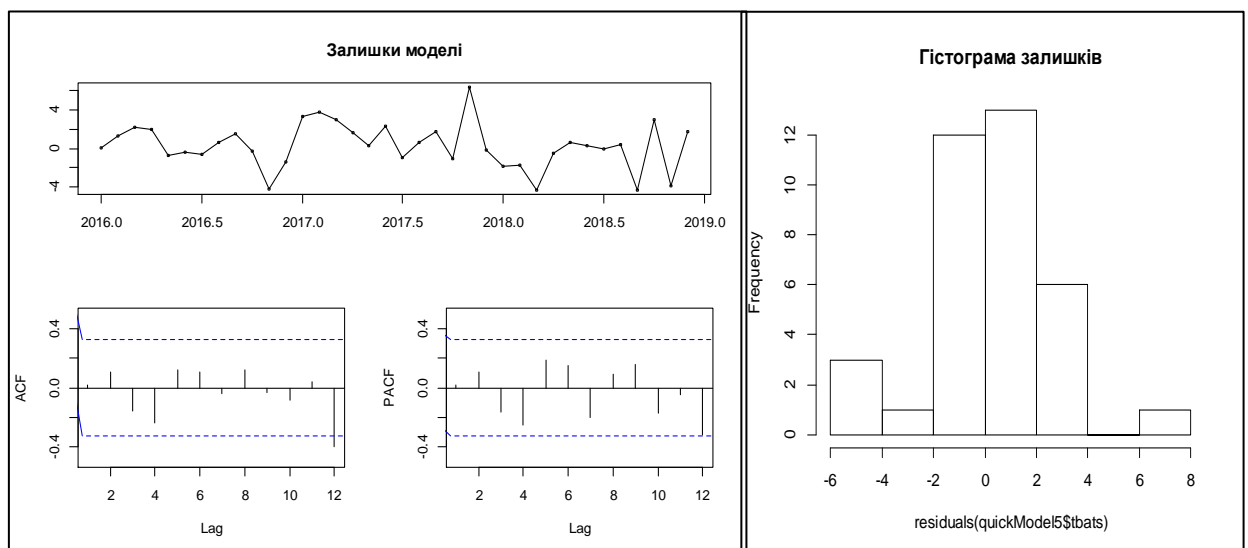 Залишки моделі
4
0
-4
2016.0 2016.5 2017.0 2017.5 2018.0 2018.5 2019.0
ACF
0.4
0.0
-0.4
2 4 6 8 10 12
Lag
PACF
0.4
0.0
-0.4
2 4 6 8 10 12
Lag
Гістограма залишків
Frequency
12
10
8
6
4
2
0
-6 -4 -2 0 2 4 6 8
residuals(quickModel5$tbats)